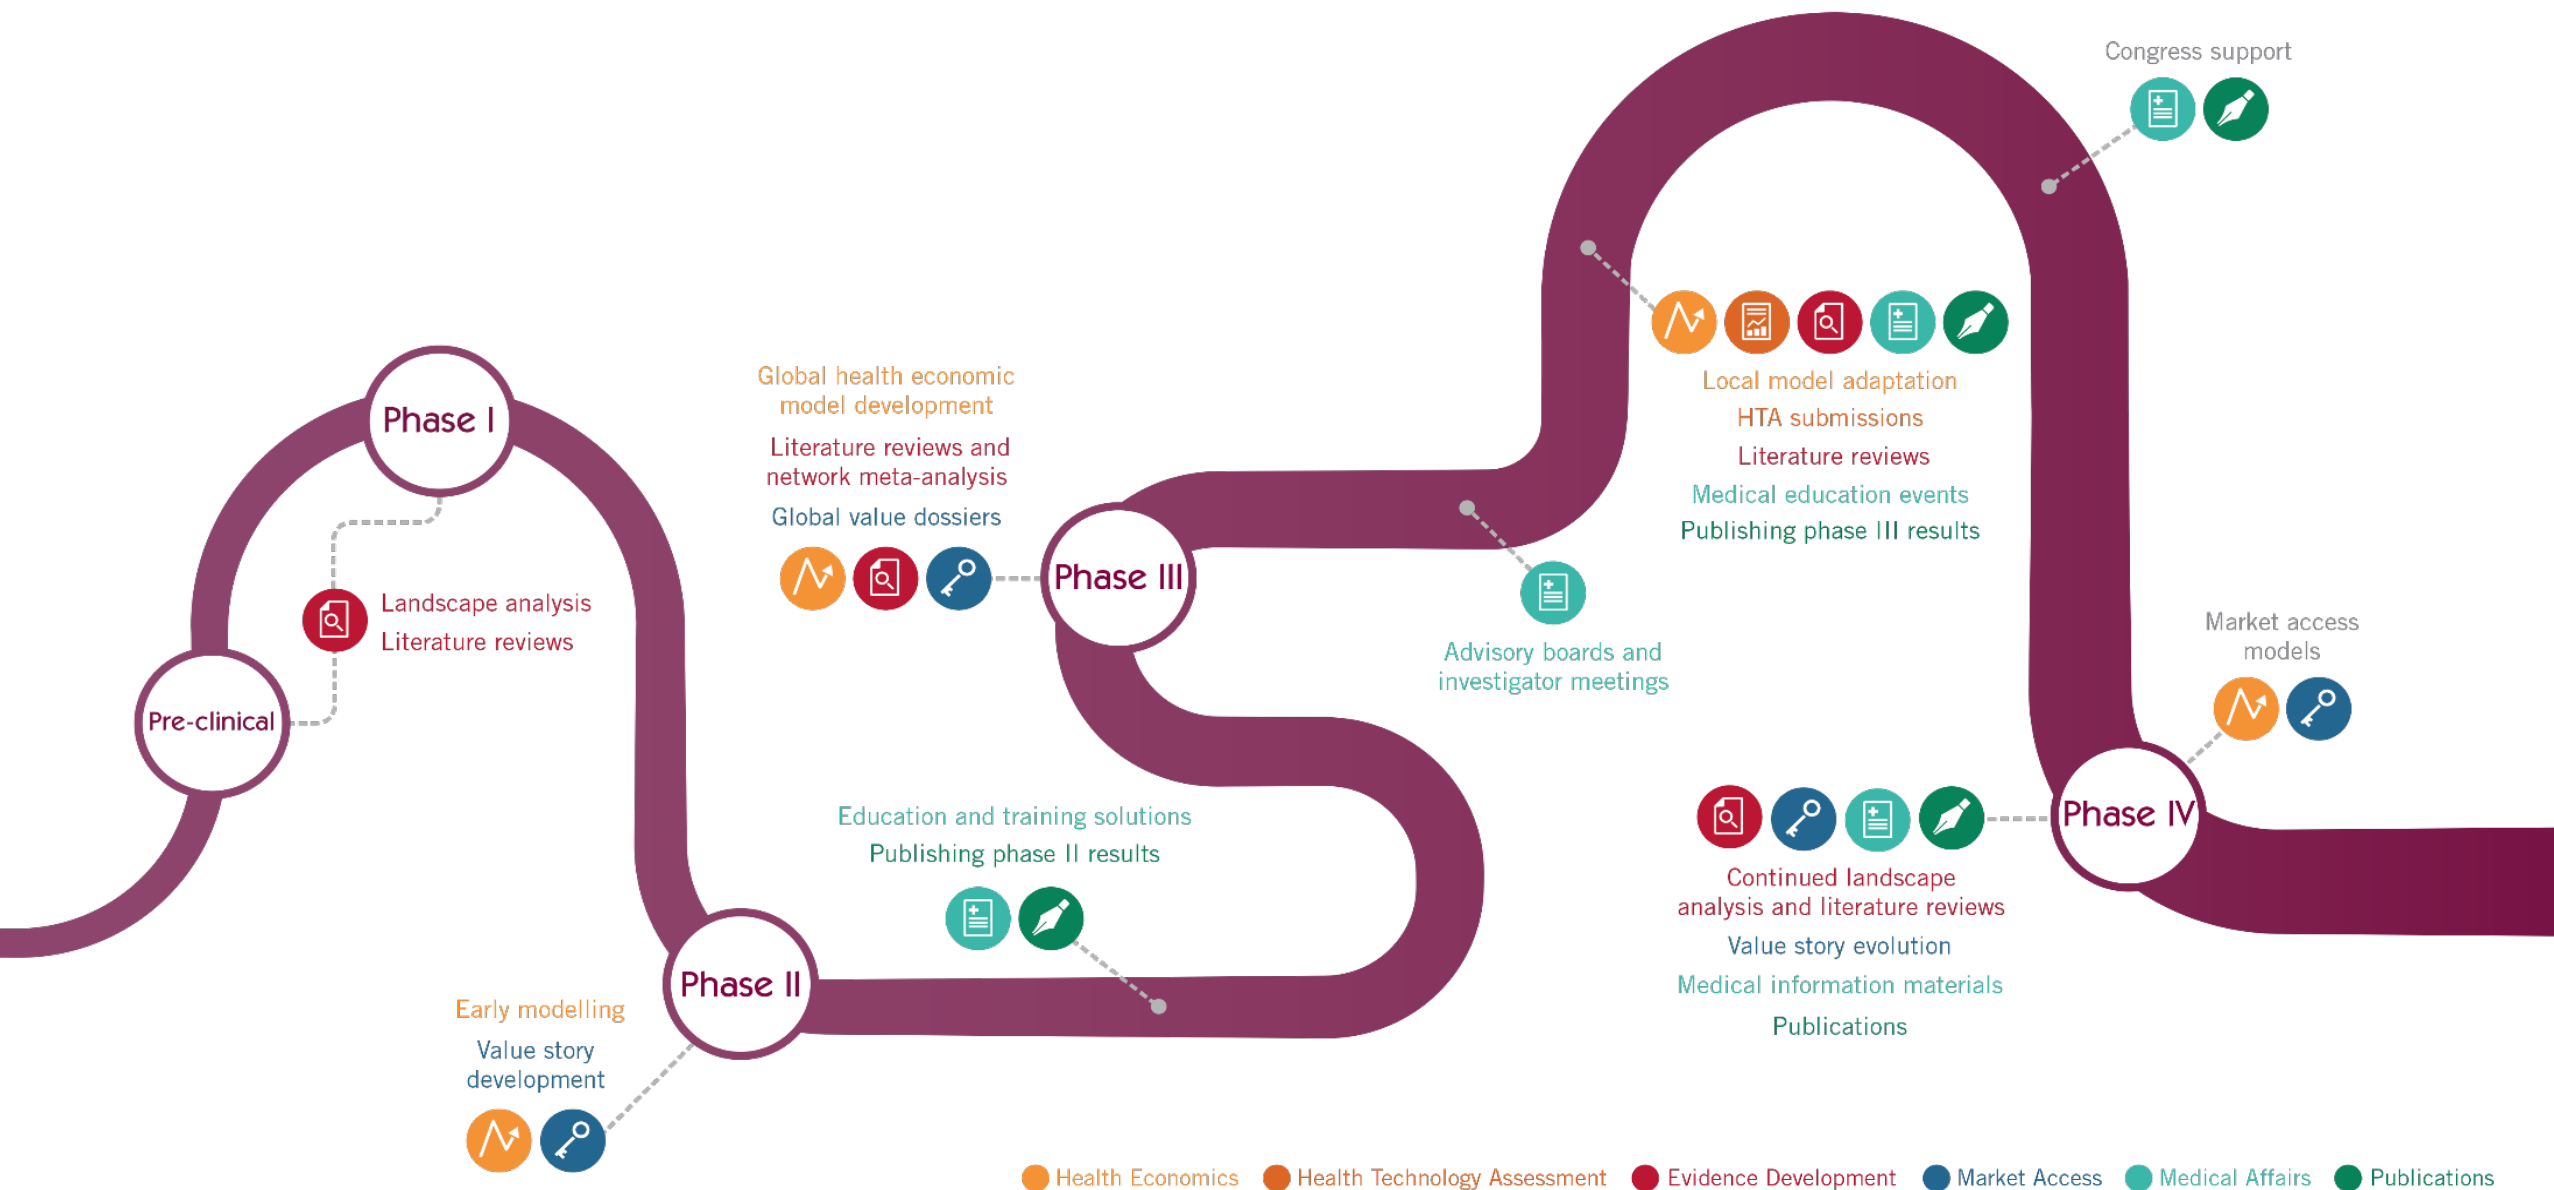 Congress support
Phase I
Global health economic
model development
Literature reviews and
network meta-analysis
Global value dossiers
Local model adaptation
HTA submissions
Literature reviews
Medical education events
Publishing phase III results
Landscape analysis
Literature reviews
Phase III
Advisory boards and
investigator meetings
Market access
models
Pre-clinical
Education and training solutions
Publishing phase II results
Phase IV
Continued landscape
analysis and literature reviews
Value story evolution
Medical information materials
Publications
Phase II
Early modelling
Value story
development
Health Economics
Health Technology Assessment
Evidence Development
Market Access
Medical Affairs
Publications